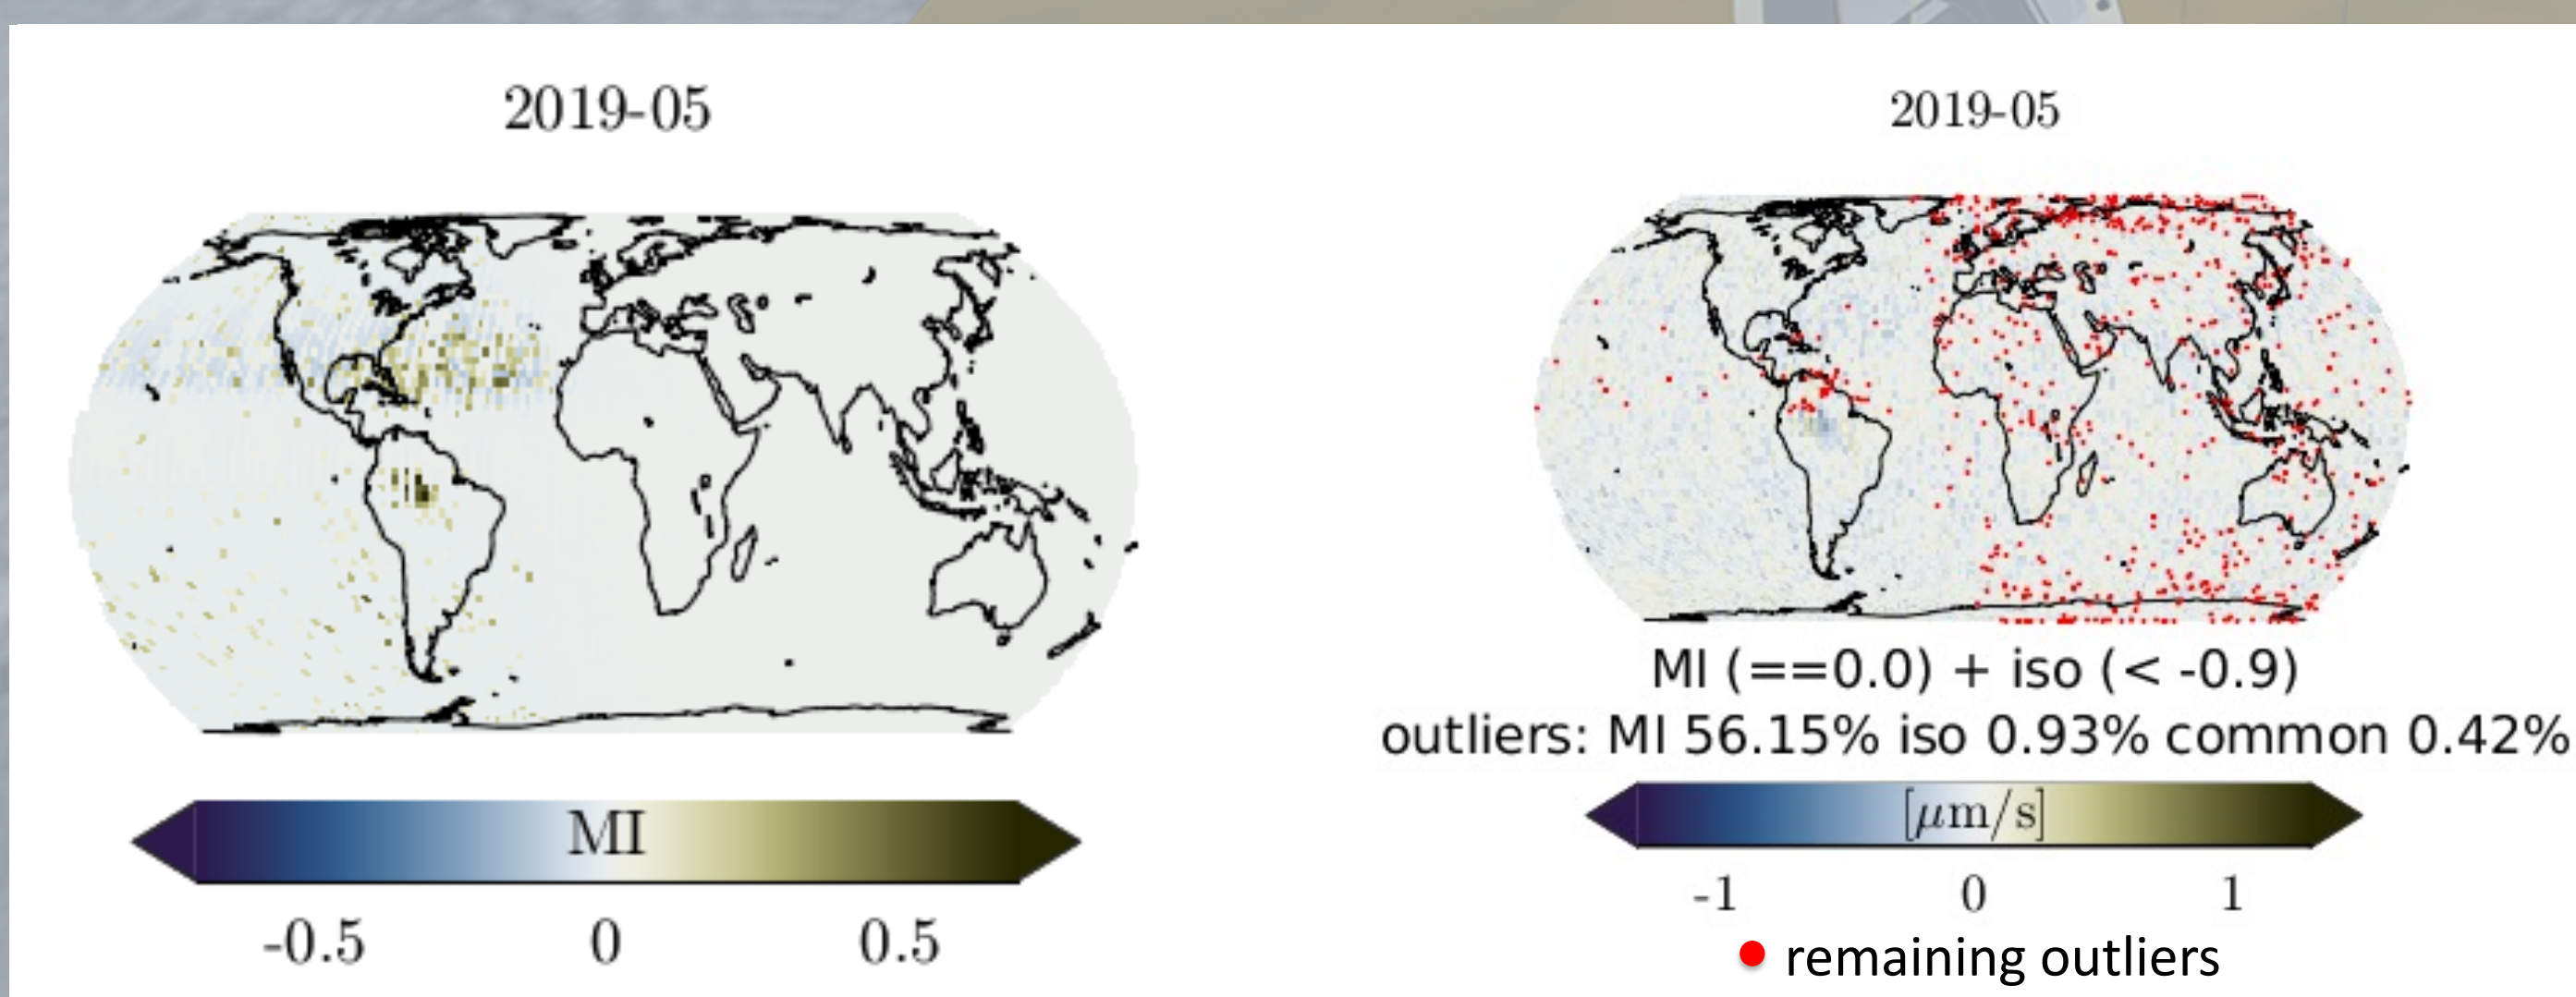 2019-05
MI
-0.5 0 0.5
2019-05
MI (==0.0) + iso (< -0.9)
outliers: MI 56.15% iso 0.93% common 0.42%
[μm/s]
-1 0 1
remaining outliers